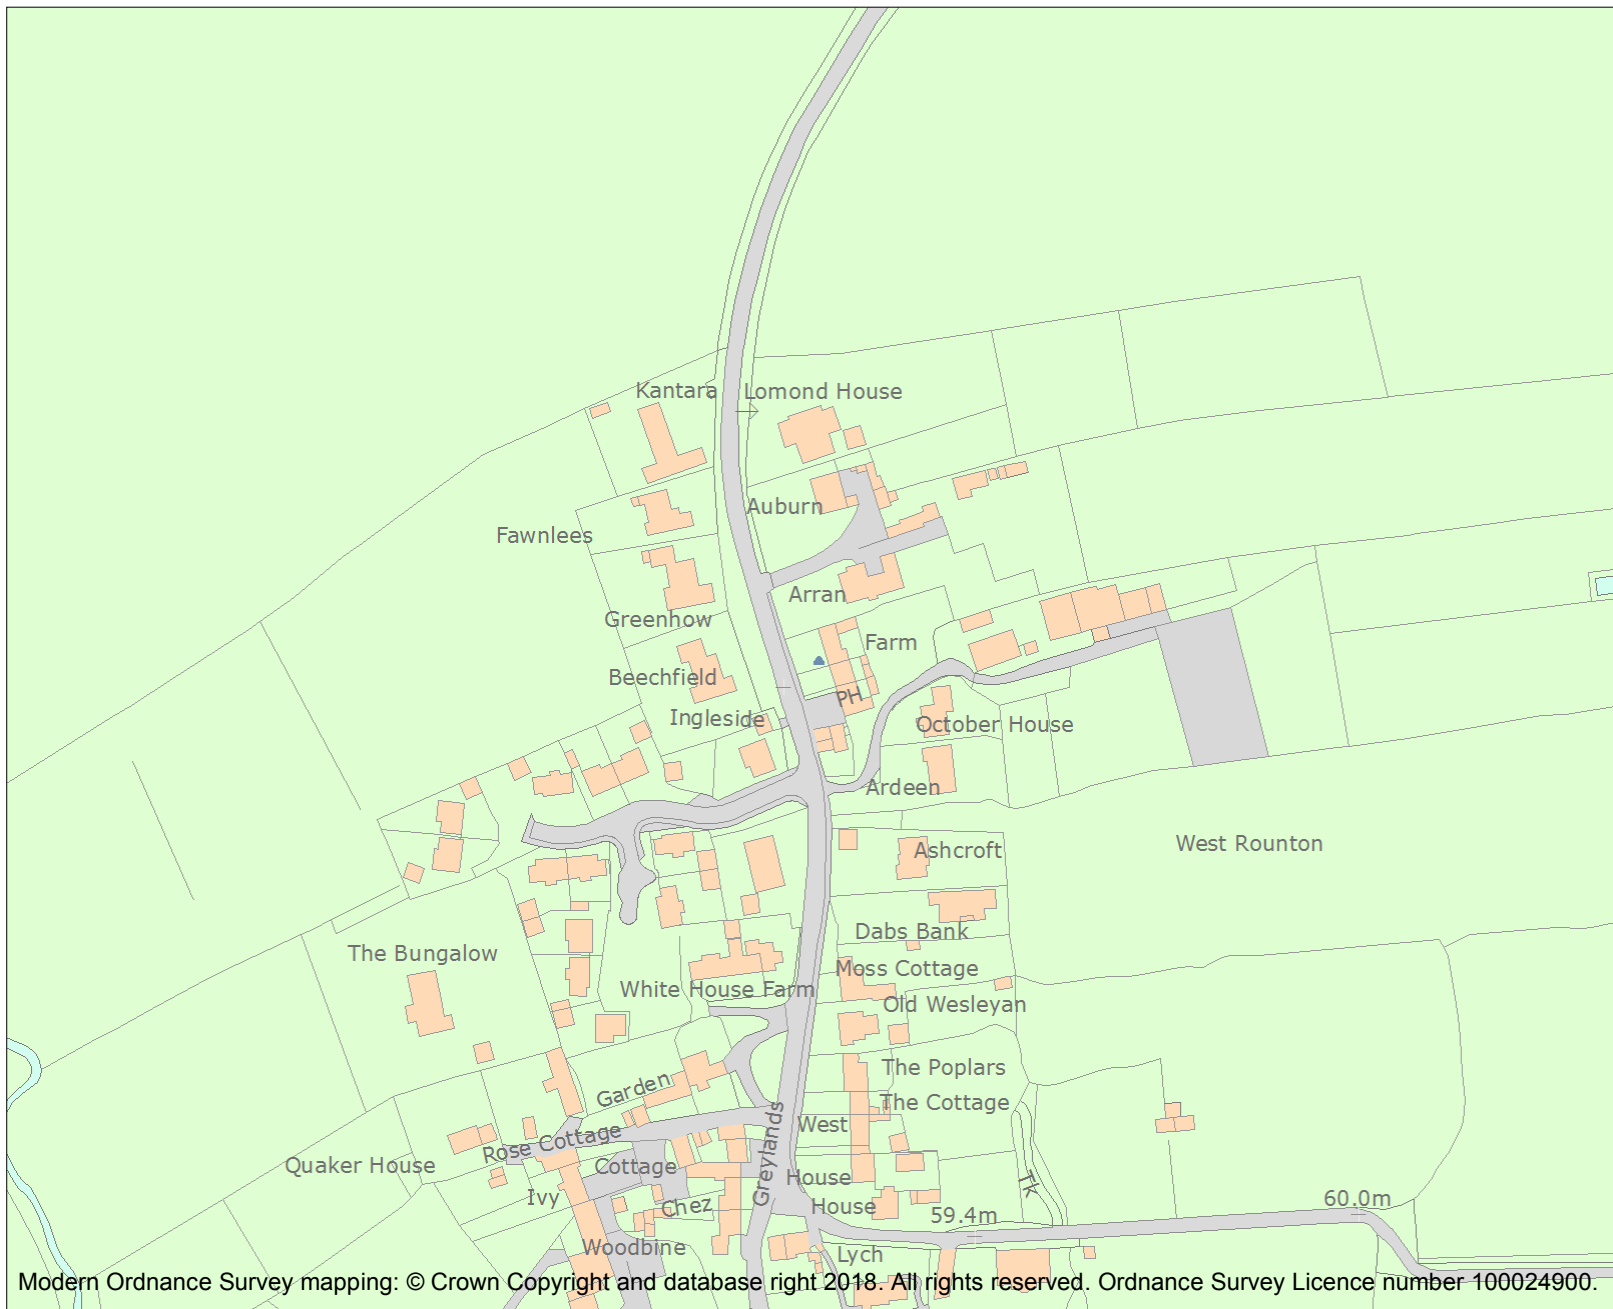 Kantara
Lomond House
Auburn
Fawnlees
Arran
Greenhow
Farm
Beechfield
PH
Ingleside
October House
Ardeen
West Rounton
Ashcroft
Dabs Bank
The Bungalow
Moss Cottage
White House Farm
Old Wesleyan
The Poplars
Garden
The Cottage
West
Rose Cottage
Greylands
Quaker House
Cottage
House
Tk
Ivy
Chez
House
60.0m
59.4m
Woodbine
Lych
Modern Ordnance Survey mapping: © Crown Copyright and database right 2018. All rights reserved. Ordnance Survey Licence number 100024900.